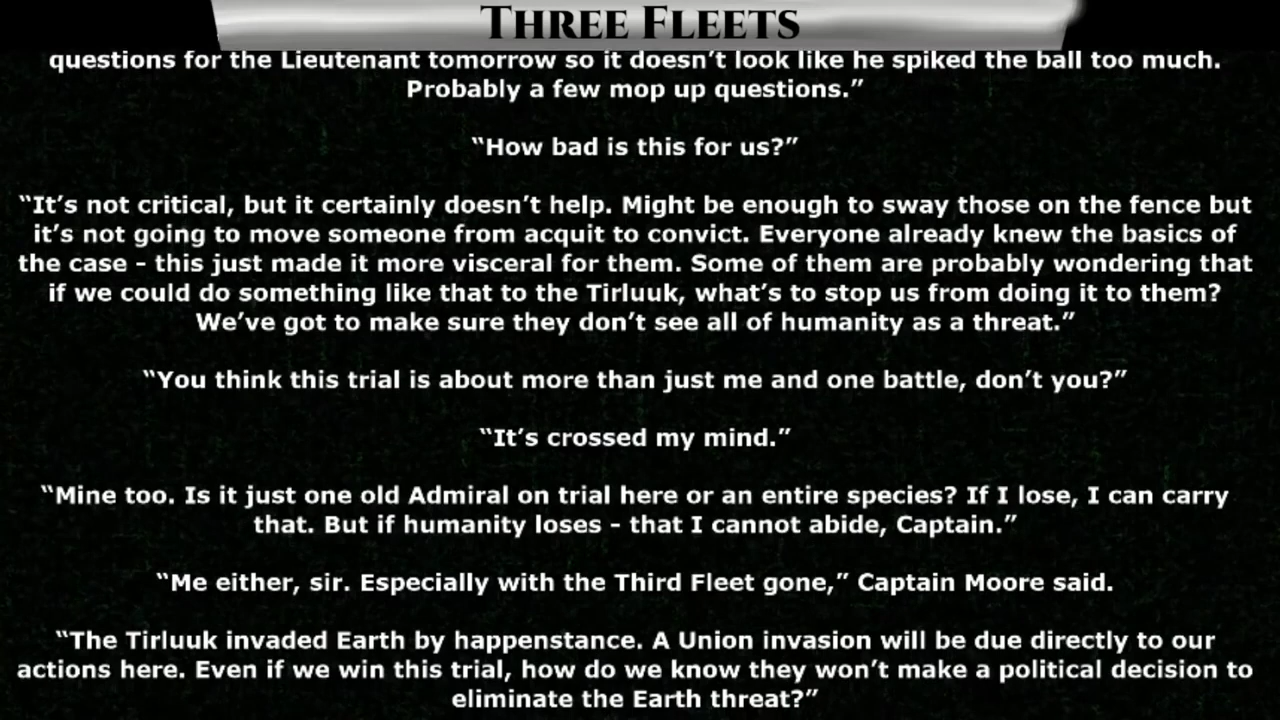 THREE FLEETS
questions for the Lieutenant tomorrow so it doesn’t look like he spiked the ball too much.
Probably a few mop up questions.”
“How bad is this for us?”
“It’s not critical, but it certainly doesn’t help. Might be enough to sway those on the fence but
it’s not going to move someone from acquit to convict. Everyone already knew the basics of
the case – this just made it more visceral for them. Some of them are probably wondering that
if we could do something like that to the Tirluuk, what’s to stop us from doing it to them?
We’ve got to make sure they don’t see all of humanity as a threat.”
“You think this trial is about more than just me and one battle, don’t you?”
“It’s crossed my mind.”
“Mine too. Is it just one old Admiral on trial here or an entire species? If I lose, I can carry
that. But if humanity loses – that I cannot abide, Captain.”
“Me either, sir. Especially with the Third Fleet gone,” Captain Moore said.
“The Tirluuk invaded Earth by happenstance. A Union invasion will be due directly to our
actions here. Even if we win this trial, how do we know they won’t make a political decision to
eliminate the Earth threat?”